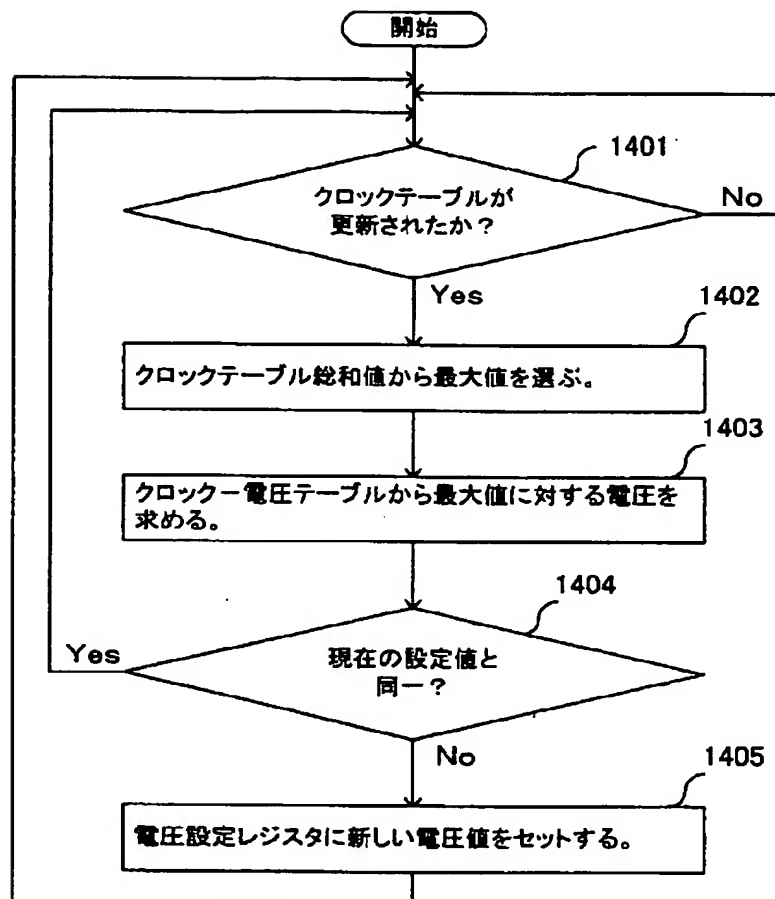 開始
1401
クロックテーブルが
更新されたか?
No
Yes
1402
クロックテーブル総和値から最大値を選ぶ。
1403
クロックー電圧テーブルから最大値に対する電圧を
求める。
1404
Yes
現在の設定値と
同一?
No
1405
電圧設定レジスタに新しい電圧値をセットする。